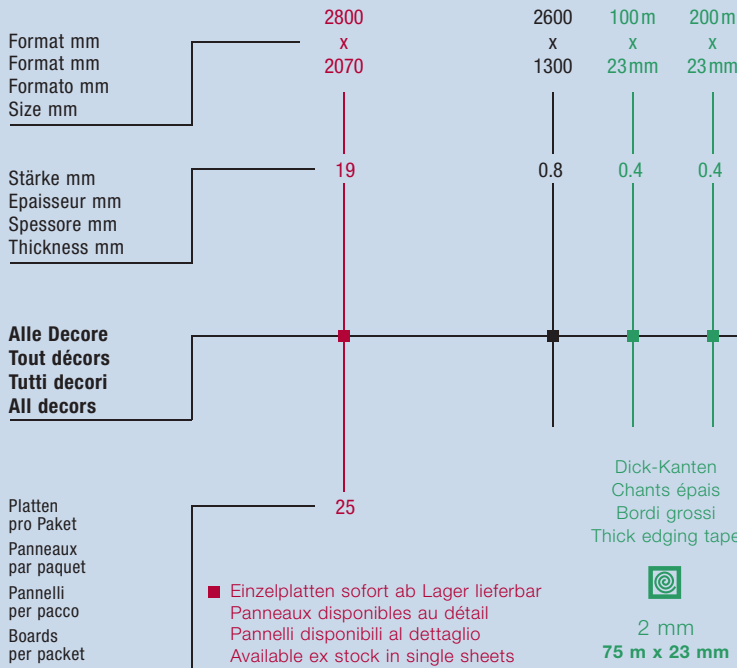 2800
x
2070
2600
x
1300
100 m
x
23 mm
200 m
x
23 mm
Format mm
Format mm
Formato mm
Size mm
Stärke mm
Epaisseur mm
Spessore mm
Thickness mm
19
0.8
0.4
0.4
Alle Decore
Tout décors
Tutti decori
All decors
Platten
pro Paket
Panneaux
par paquet
Pannelli
per pacco
Boards
per packet
25
Einzelplatten sofort ab Lager lieferbar
Panneaux disponibles au détail
Pannelli disponibili al dettaglio
Available ex stock in single sheets
Dick-Kanten
Chants épais
Bordi grossi
Thick edging tape
2 mm
75 m x 23 mm